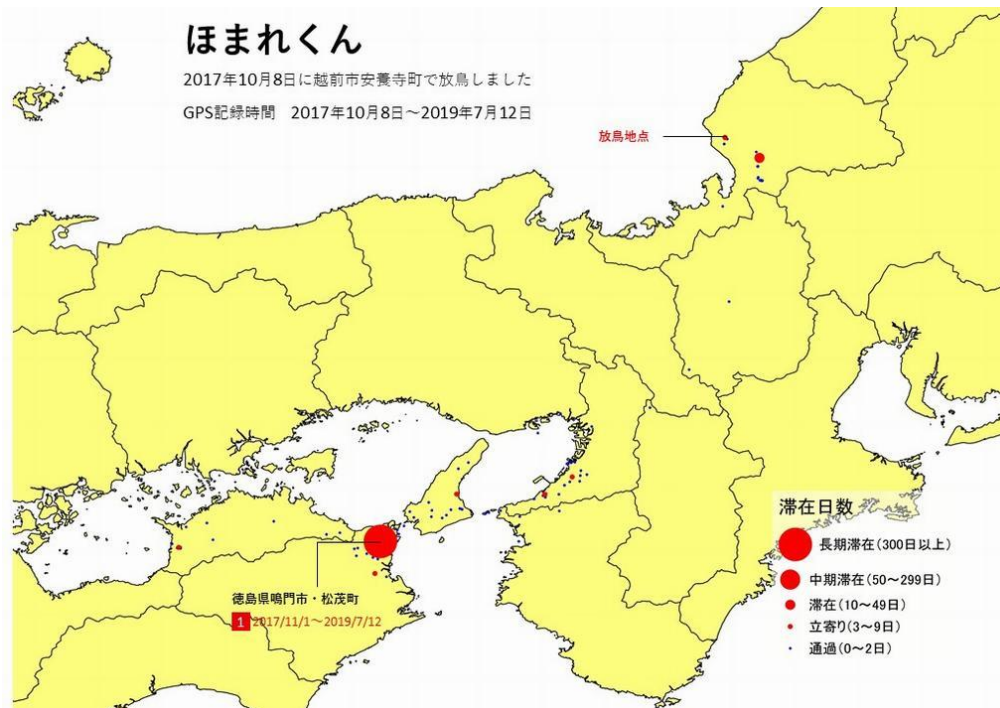 ほまれくん
2017年10月8日に越前市安養寺町で放鳥しました
GPS記録時間 2017年10月8日～2019年7月12日
放鳥地点
滞在日数
長期滞在(300日以上)
中期滞在(50～299日)
滞在(10～49日)
立寄り(3～9日)
通過(0～2日)
徳島県鳴門市・松茂町
1 2017/11/1～2019/7/12